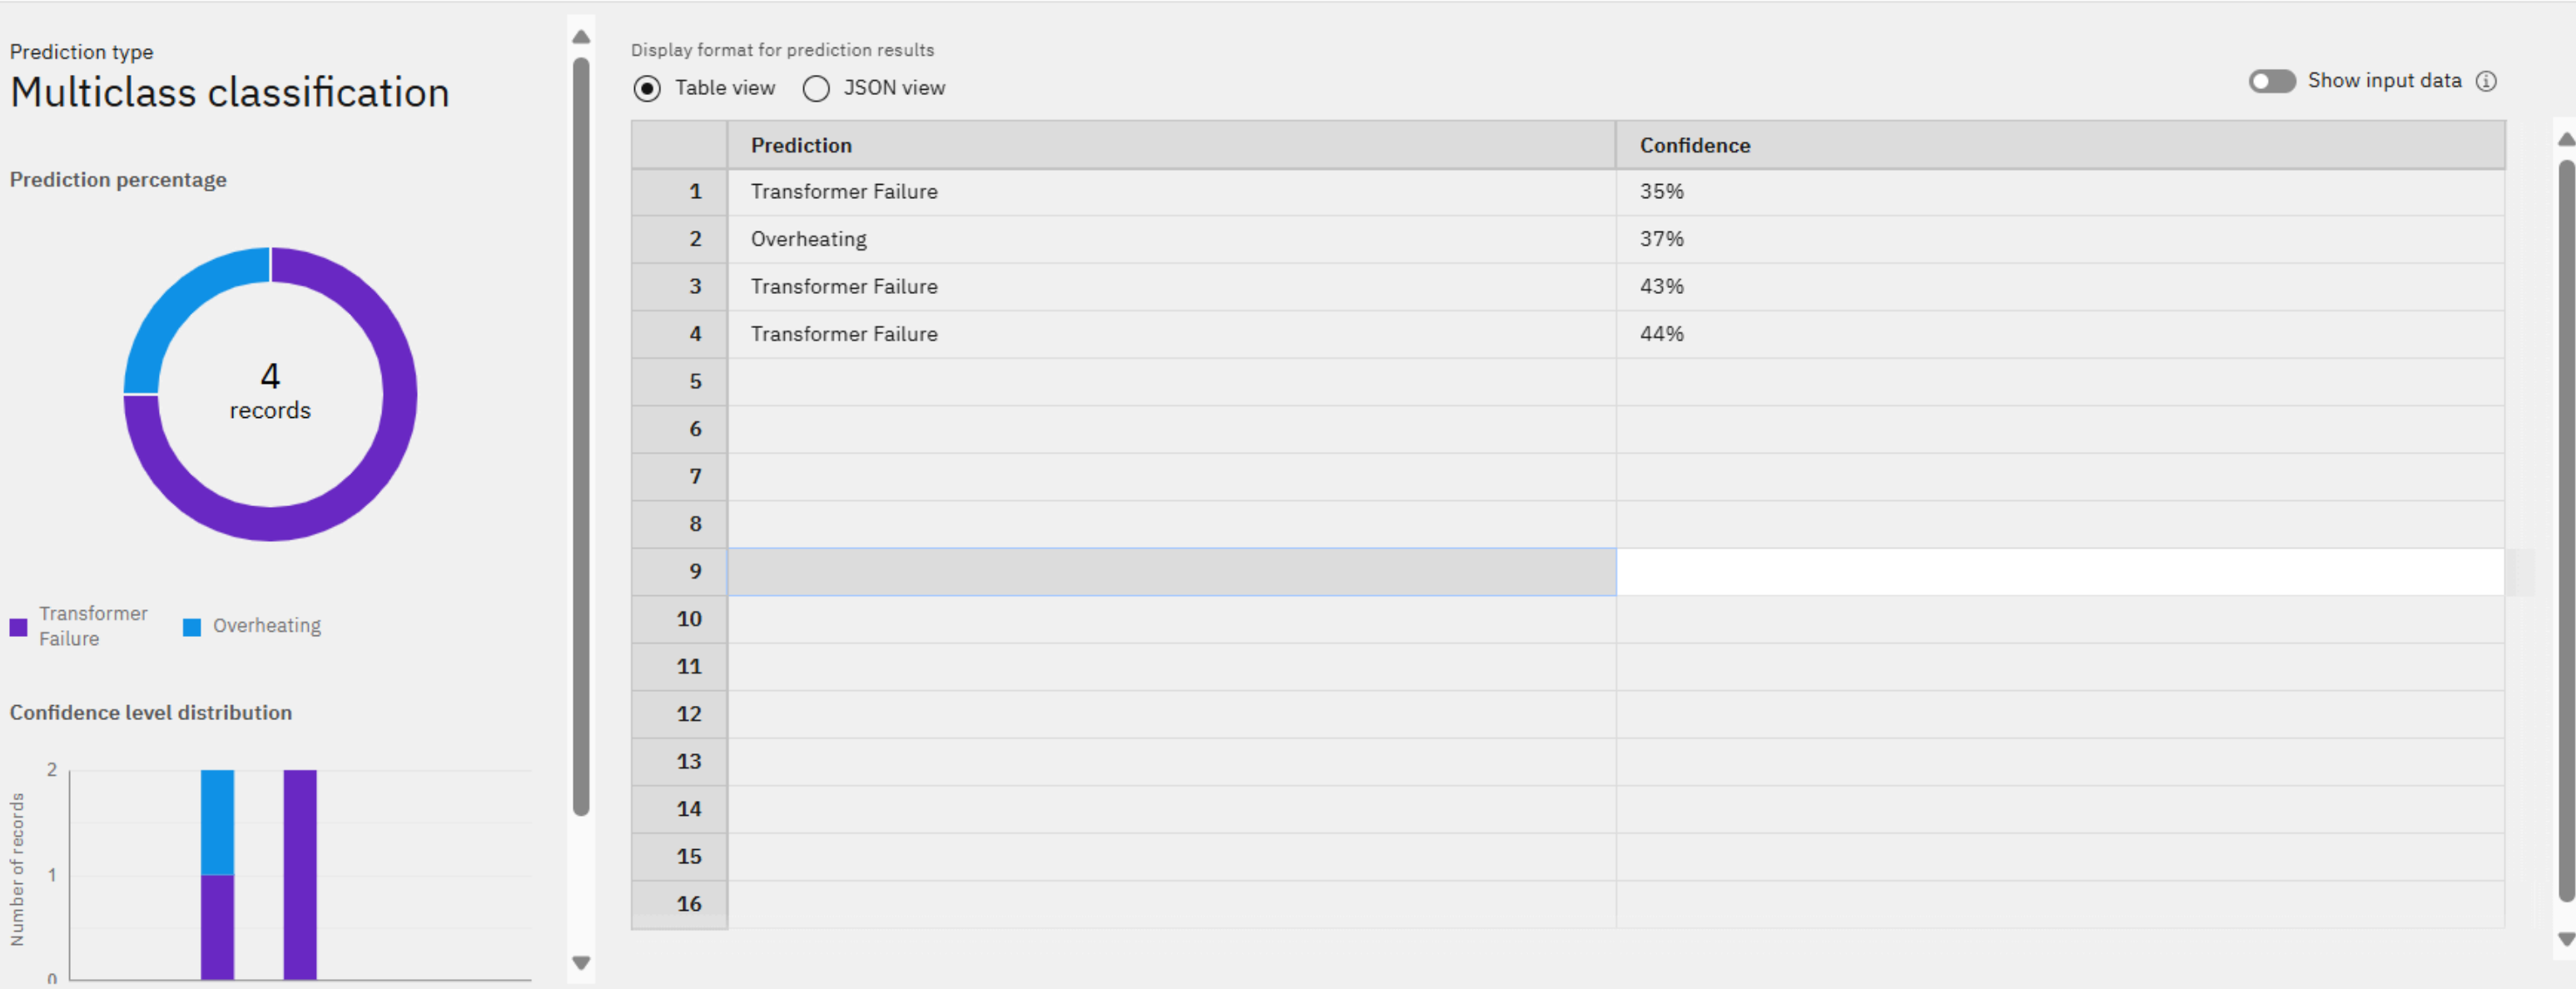 Prediction type
Multiclass classification
Prediction percentage
4
records
Transformer
Failure
Overheating
Confidence level distribution
Number of records
2
1
0
Display format for prediction results
Table view
JSON view
Show input data
Prediction Confidence
1 Transformer Failure 35%
2 Overheating 37%
3 Transformer Failure 43%
4 Transformer Failure 44%
5
6
7
8
9
10
11
12
13
14
15
16